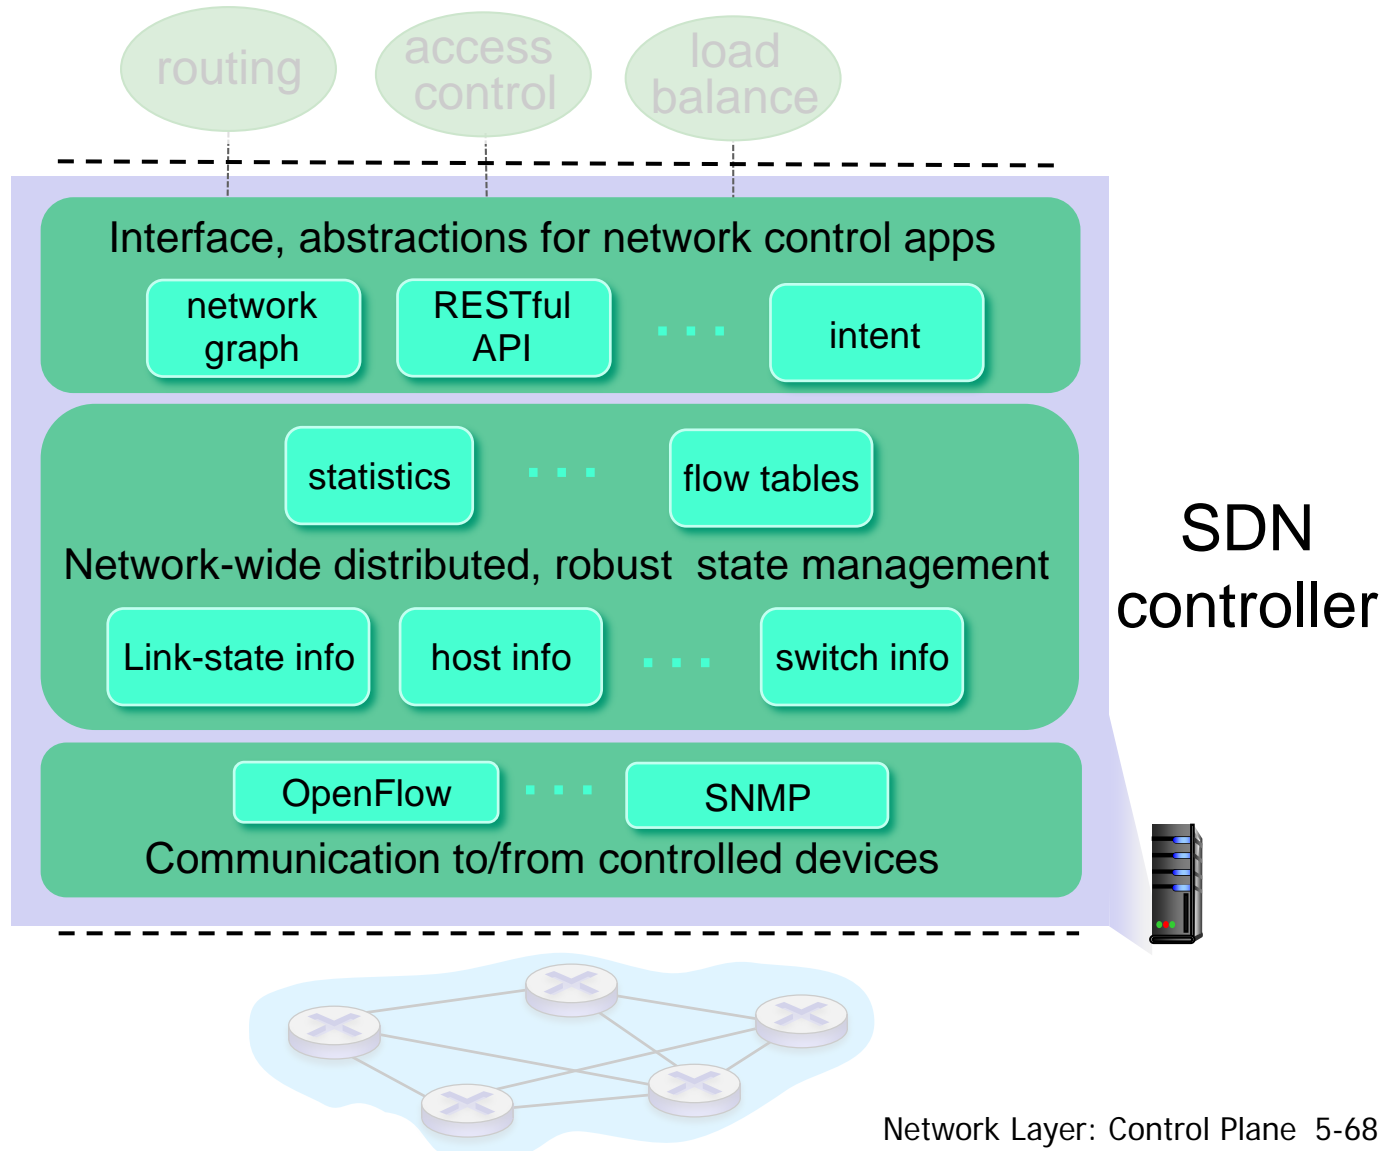 routing
access
control
load
balance
Interface, abstractions for network control apps
network
graph
RESTful
API
intent
statistics
flow tables
Network-wide distributed, robust  state management
Link-state info
host info
switch info
OpenFlow
SNMP
Communication to/from controlled devices
SDN
controller
Network Layer: Control Plane  5-68